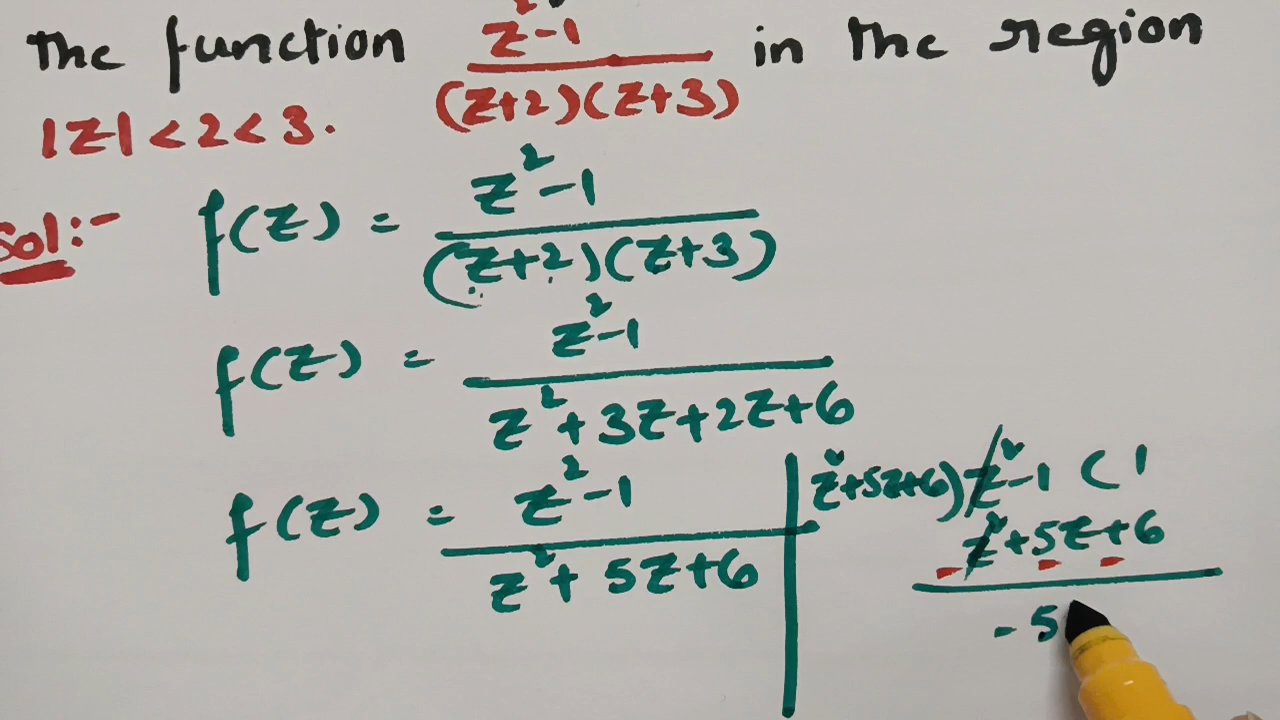 The function z²-1 / (z+2)(z+3) in the region
|z| < 2 < 3.
Sol:- f(z) = z²-1 / (z+2)(z+3)
f(z) = z²-1 / z²+3z+2z+6
f(z) = z²-1 / z²+5z+6
z²+5z+6) z²-1 ( 1
z²+5z+6
- - -
-5